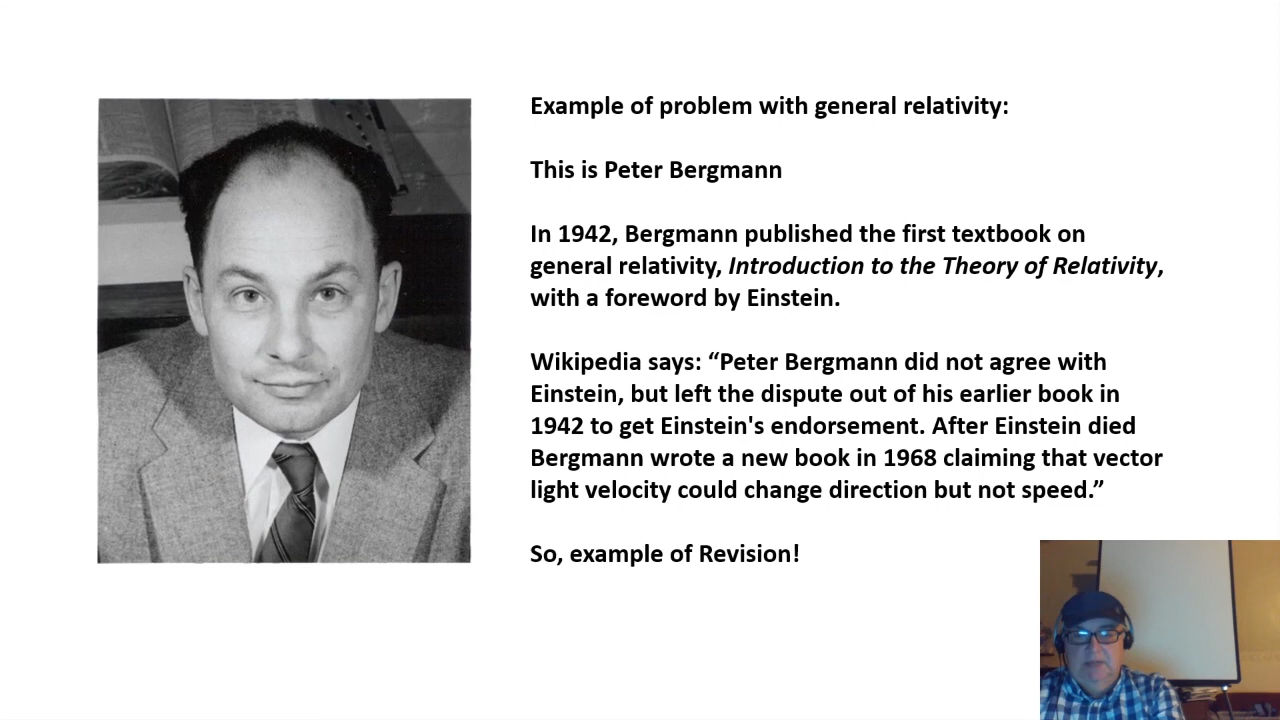 Example of problem with general relativity:
This is Peter Bergmann
In 1942, Bergmann published the first textbook on
general relativity, Introduction to the Theory of Relativity,
with a foreword by Einstein.
Wikipedia says: “Peter Bergmann did not agree with
Einstein, but left the dispute out of his earlier book in
1942 to get Einstein's endorsement. After Einstein died
Bergmann wrote a new book in 1968 claiming that vector
light velocity could change direction but not speed.”
So, example of Revision!